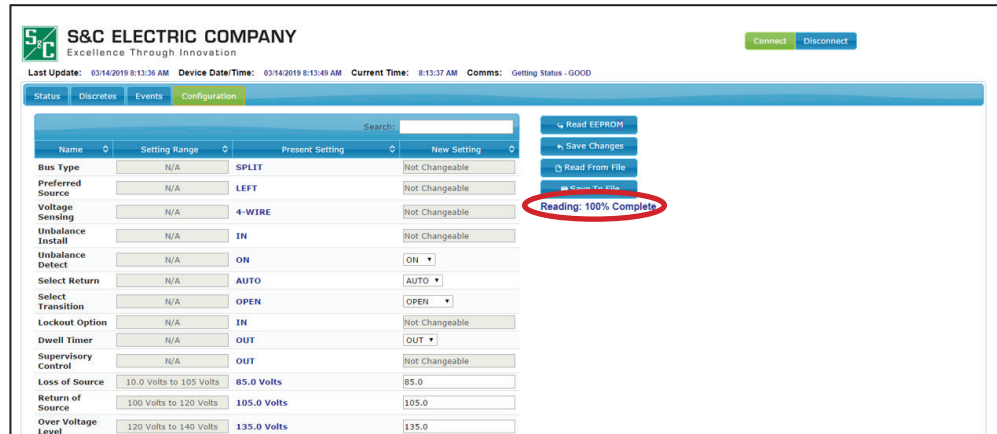 S&C
S&C ELECTRIC COMPANY
Excellence Through Innovation
Connect Disconnect
Last Update: 03/14/2019 8:13:36 AM Device Date/Time: 03/14/2019 8:13:49 AM Current Time: 8:13:37 AM Comms: Getting Status - GOOD
Status Discretes Events Configuration
Search:
Read EEPROM
Save Changes
Read From File
Save To File
Reading: 100% Complete
Name Setting Range Present Setting New Setting
Bus Type N/A SPLIT Not Changeable
Preferred
Source N/A LEFT Not Changeable
Voltage
Sensing N/A 4-WIRE Not Changeable
Unbalance
Install N/A IN Not Changeable
Unbalance
Detect N/A ON ON
Select Return N/A AUTO AUTO
Select
Transition N/A OPEN OPEN
Lockout Option N/A IN Not Changeable
Dwell Timer N/A OUT OUT
Supervisory
Control N/A OUT Not Changeable
Loss of Source 10.0 Volts to 105 Volts 85.0 Volts 85.0
Return of
Source 100 Volts to 120 Volts 105.0 Volts 105.0
Over Voltage
Level 120 Volts to 140 Volts 135.0 Volts 135.0